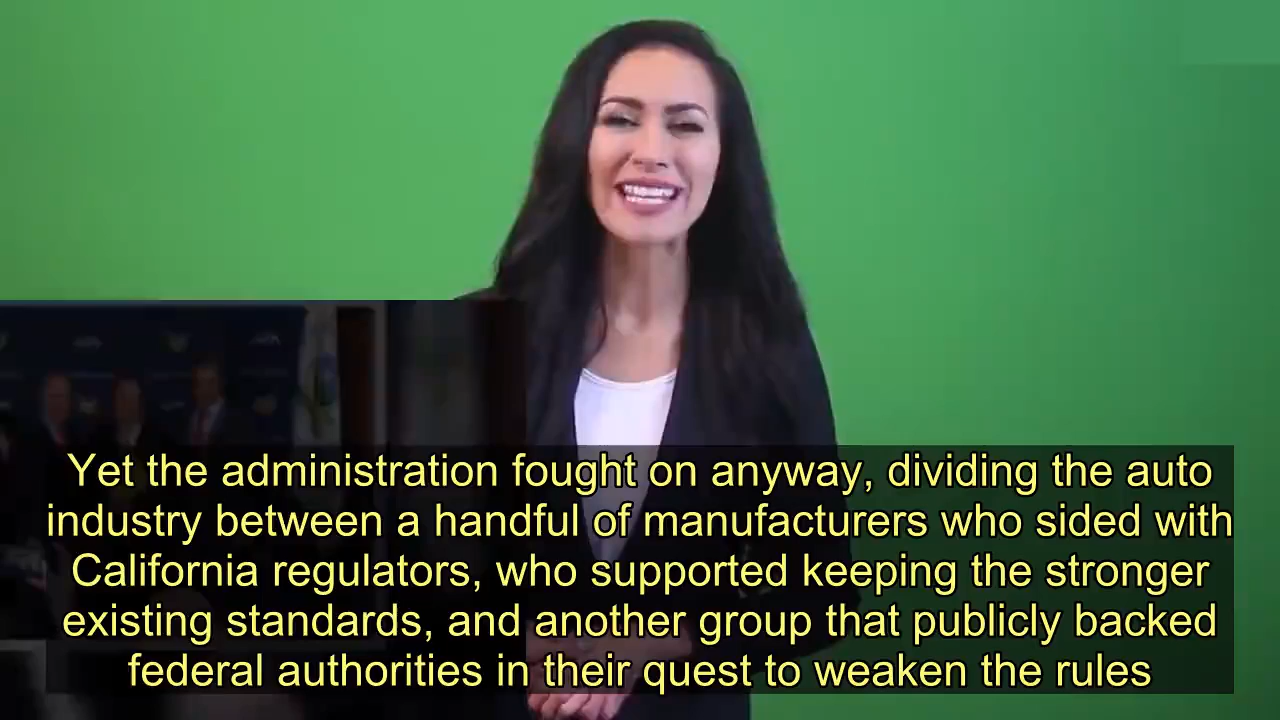 Yet the administration fought on anyway, dividing the auto
industry between a handful of manufacturers who sided with
California regulators, who supported keeping the stronger
existing standards, and another group that publicly backed
federal authorities in their quest to weaken the rules